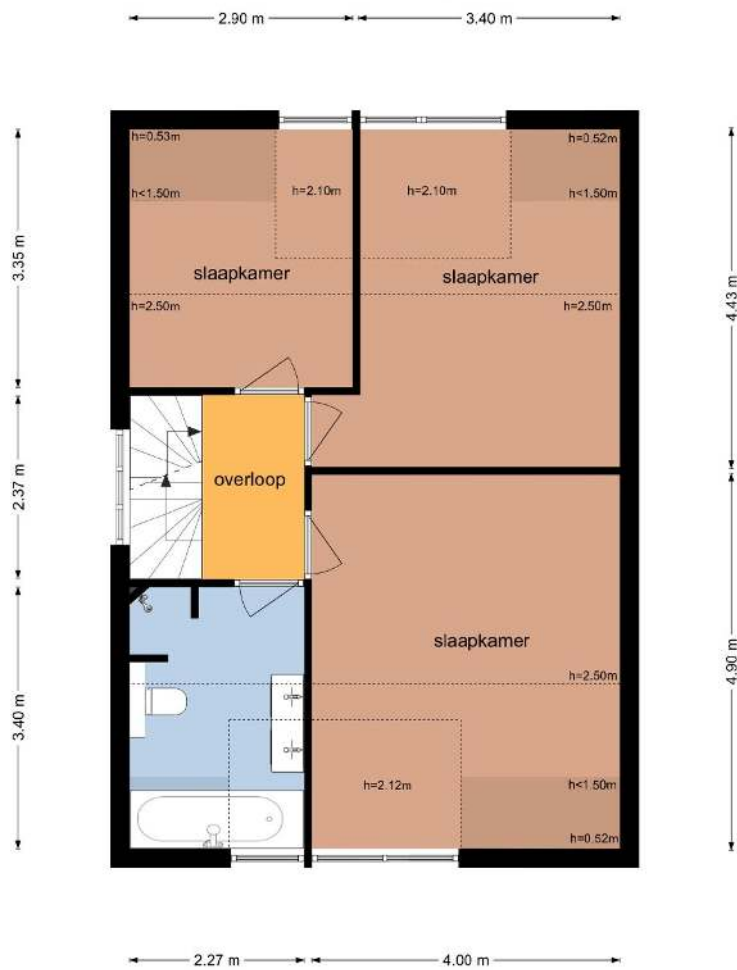 2.90 m
3.40 m
h=0.53m
h=0.52m
h<1.50m
h=2.10m
h=2.10m
h<1.50m
3.35 m
slaapkamer
slaapkamer
4.43 m
h=2.50m
h=2.50m
2.37 m
overloop
slaapkamer
4.90 m
h=2.50m
3.40 m
h=2.12m
h<1.50m
h=0.52m
2.27 m
4.00 m